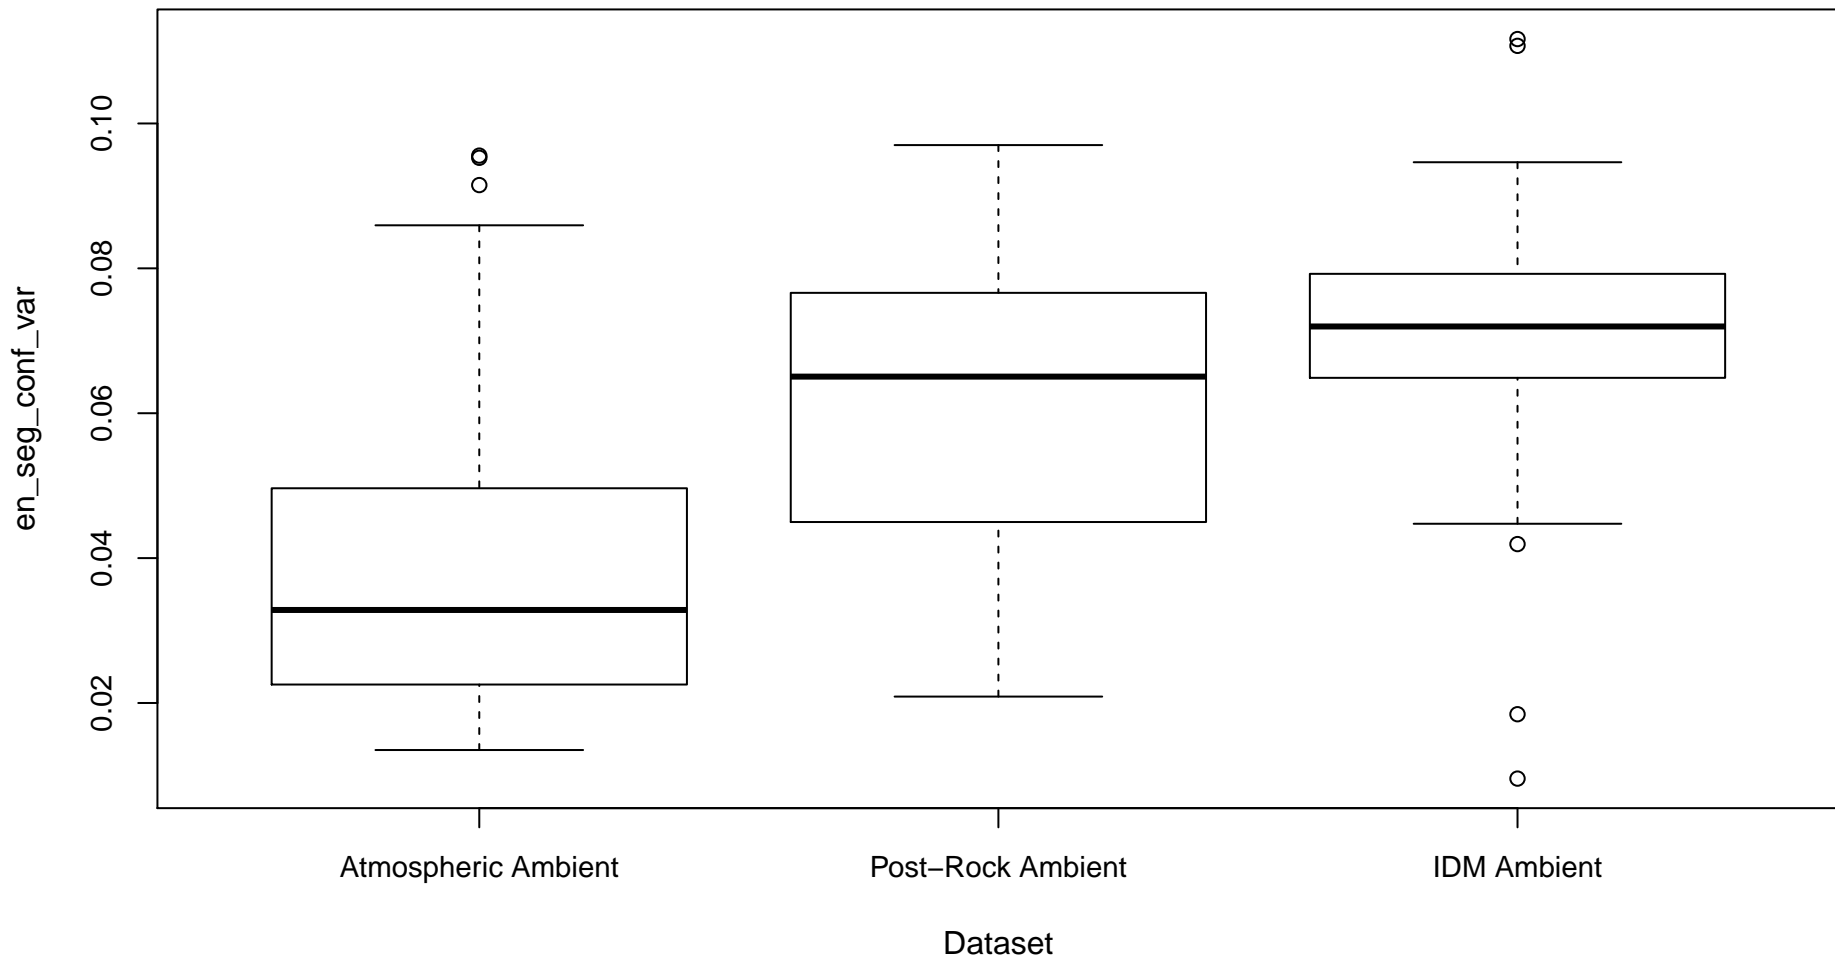 en_seg_conf_var
0.10
0.08
0.06
0.04
0.02
Atmospheric Ambient
Post−Rock Ambient
IDM Ambient
Dataset